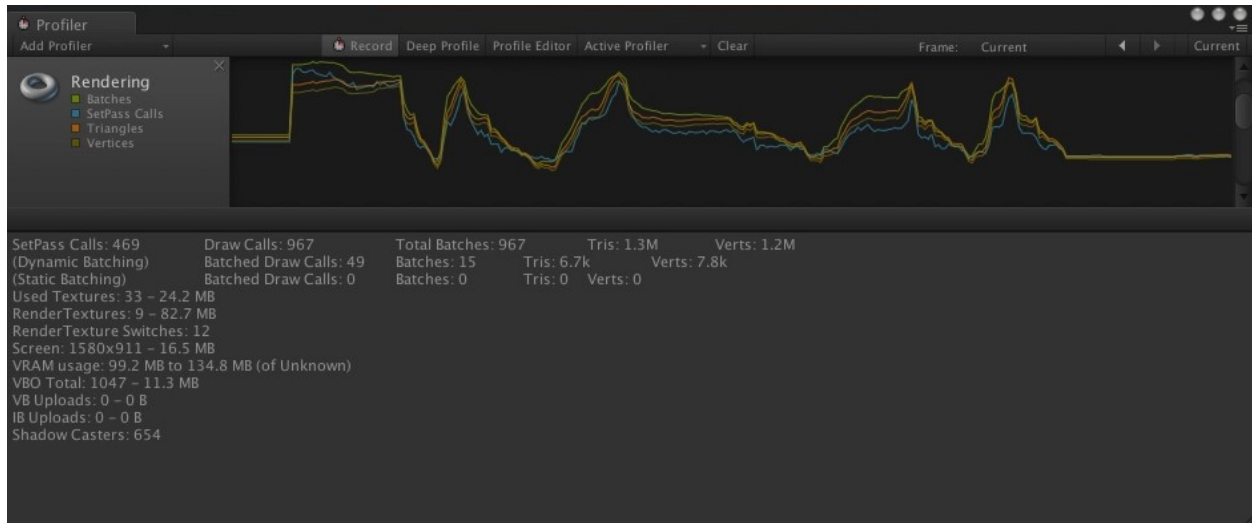 Profiler
Add Profiler Record Deep Profile Profile Editor Active Profiler Clear Frame: Current Current
Rendering
Batches
SetPass Calls
Triangles
Vertices
SetPass Calls: 469 Draw Calls: 967 Total Batches: 967 Tris: 1.3M Verts: 1.2M
(Dynamic Batching) Batched Draw Calls: 49 Batches: 15 Tris: 6.7k Verts: 7.8k
(Static Batching) Batched Draw Calls: 0 Batches: 0 Tris: 0 Verts: 0
Used Textures: 33 – 24.2 MB
RenderTextures: 9 – 82.7 MB
RenderTexture Switches: 12
Screen: 1580x911 – 16.5 MB
VRAM usage: 99.2 MB to 134.8 MB (of Unknown)
VBO Total: 1047 – 11.3 MB
VB Uploads: 0 – 0 B
IB Uploads: 0 – 0 B
Shadow Casters: 654